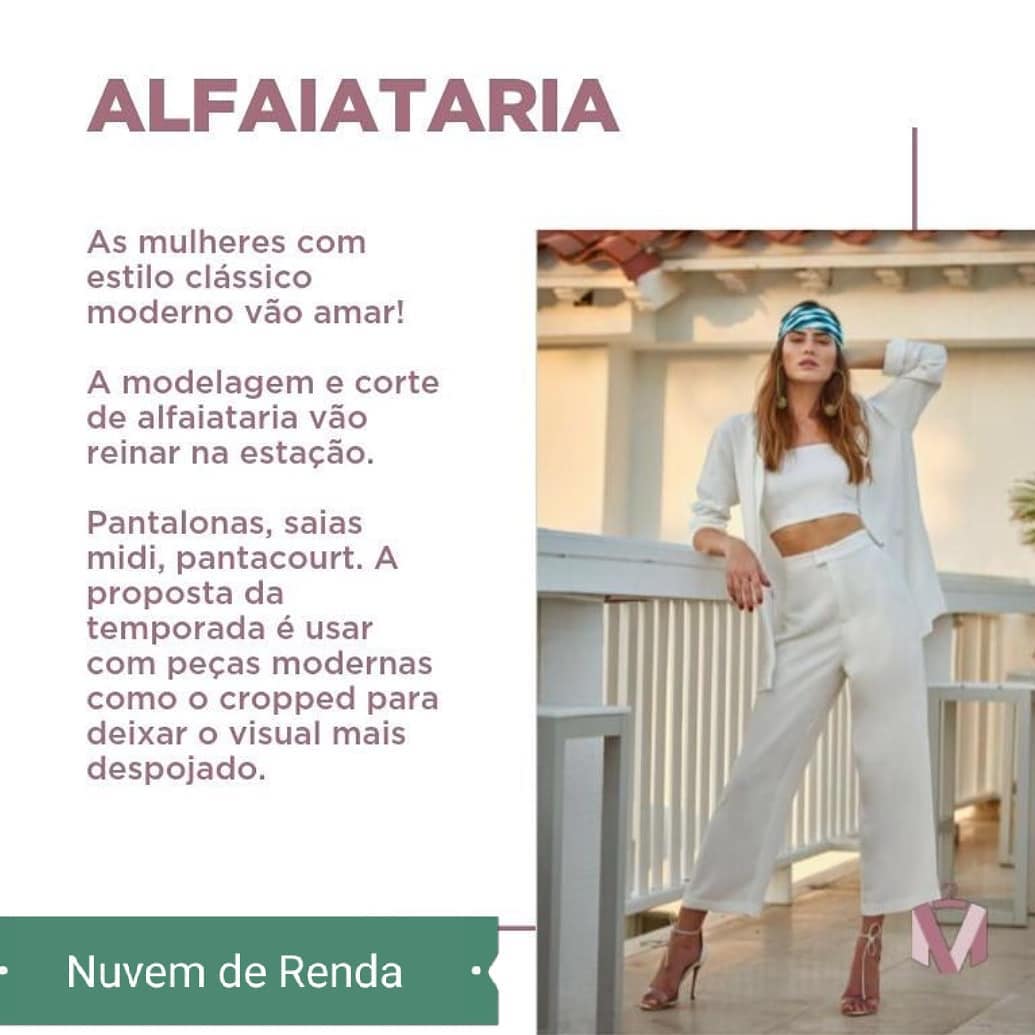 ALFAIATARIA
As mulheres com
estilo clássico
moderno vão amar!
A modelagem e corte
de alfaiataria vão
reinar na estação.
Pantalonas, saias
midi, pantacourt. A
proposta da
temporada é usar
com peças modernas
como o cropped para
deixar o visual mais
despojado.
Nuvem de Renda